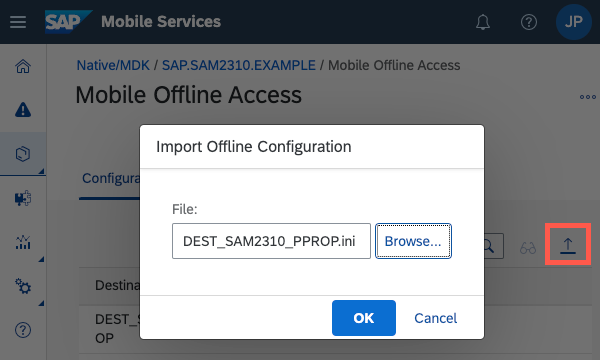 SAP Mobile Services
JP
Native/MDK / SAP.SAM2310.EXAMPLE / Mobile Offline Access
Mobile Offline Access
Import Offline Configuration
Configura
File:
DEST_SAM2310_PPROP.ini
Browse...
Destina
DEST_S
OP
OK
Cancel